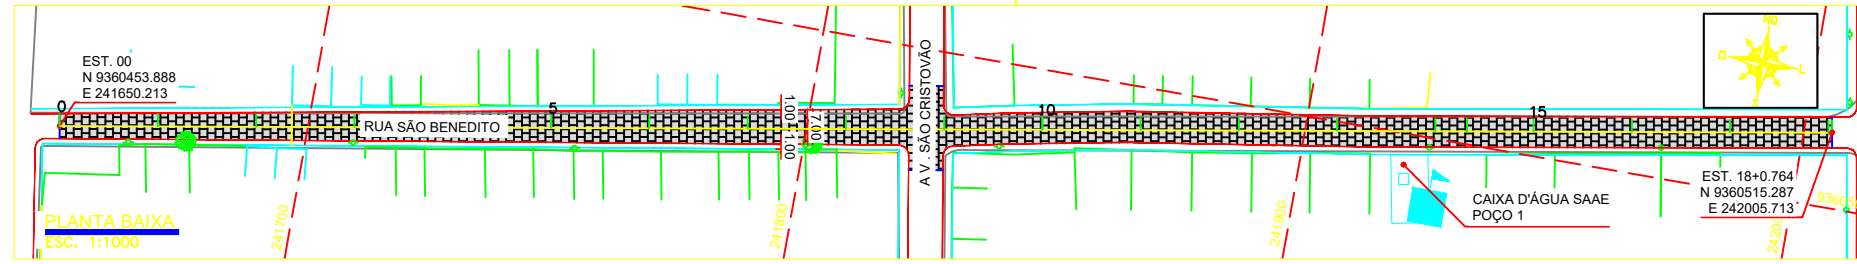 EST. 00
N 9360453.888
E 241650.213
0
5
10
15
RUA SÃO BENEDITO
1.00
7.00
1.00
AV. SÃO CRISTOVÃO
EST. 18+0.764
N 9360515.287
E 242005.713
CAIXA D'ÁGUA SAAE
POÇO 1
PLANTA BAIXA
ESC. 1:1000
241700
241800
241900
L
S